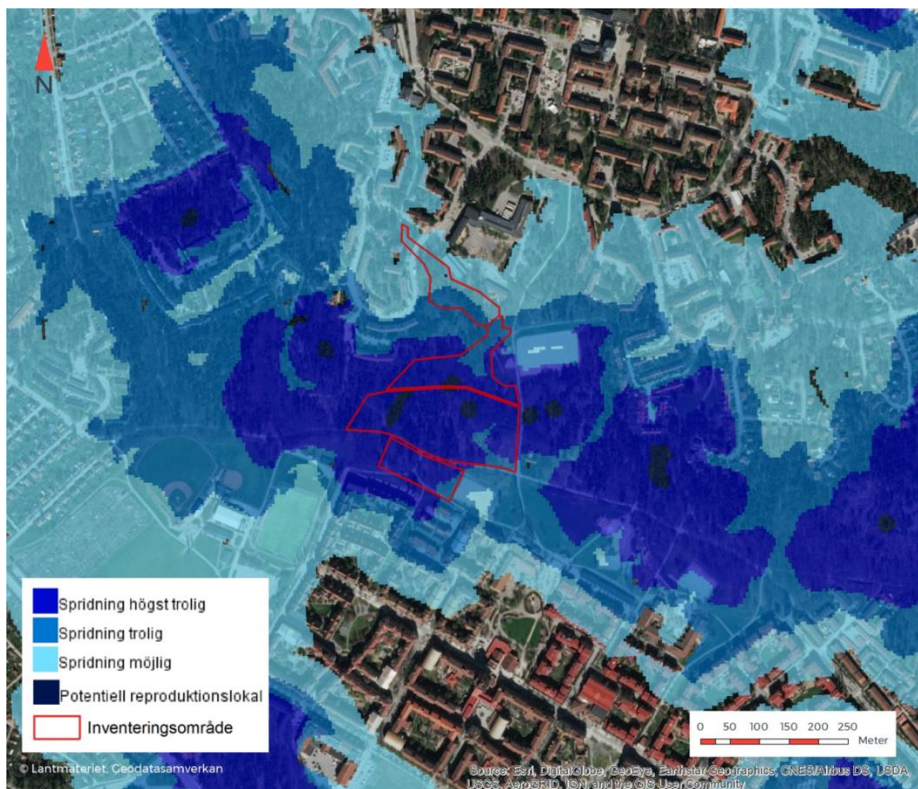 N
Spridning högst trolig
Spridning trolig
Spridning möjlig
Potentiell reproduktionslokal
Inventeringsområde
0 50 100 150 200 250
Meter
© Lantmäteriet, Geodatasamverkan
Source: Esri, DigitalGlobe, GeoEye, Earthstar Geographics, CNES/Airbus DS, USDA,
USGS, AeroGRID, IGN, and the GIS User Community